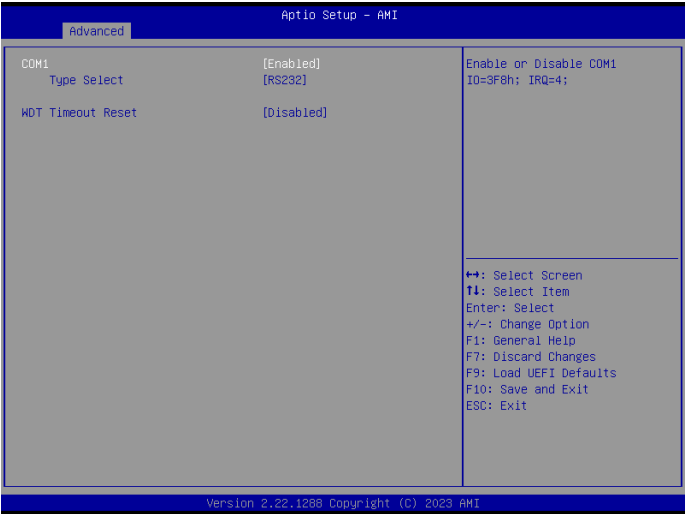 Aptio Setup - AMI
Advanced
COM1 [Enabled]
Type Select [RS232]
WDT Timeout Reset [Disabled]
Enable or Disable COM1
IO=3F8h; IRQ=4;
↔: Select Screen
↑↓: Select Item
Enter: Select
+/-: Change Option
F1: General Help
F7: Discard Changes
F9: Load UEFI Defaults
F10: Save and Exit
ESC: Exit
Version 2.22.1288 Copyright (C) 2023 AMI